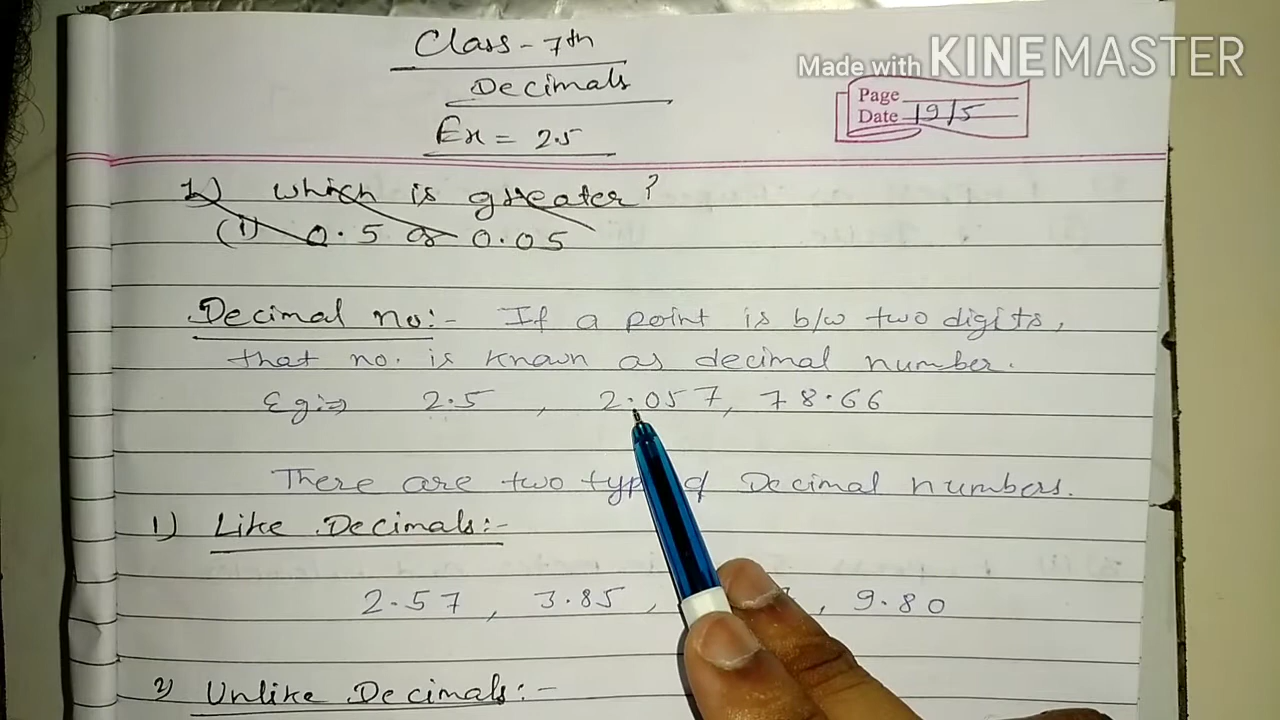 Class - 7th
Decimals
Ex = 2.5
Made with KINEMASTER
Page
Date 19/5
1) Which is greater?
(i) 0.5 or 0.05
Decimal no:- If a point is b/w two digits,
that no. is known as decimal number.
Eg:⇒ 2.5 , 2.057, 78.66
There are two typ of Decimal numbers.
1) Like Decimals:-
2.57 , 3.85 , , 9.80
2) Unlike Decimals:-